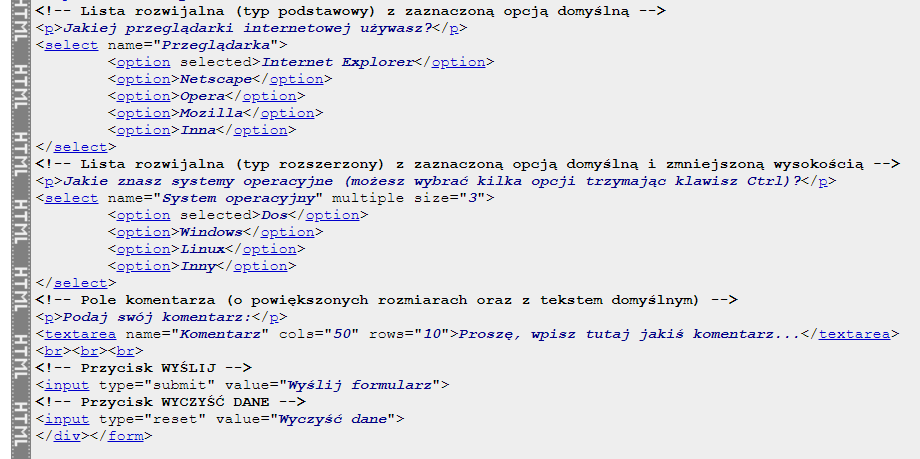 <!-- Lista rozwijalna (typ podstawowy) z zaznaczoną opcją domyślną -->
<p>Jakiej przeglądarki internetowej używasz?</p>
<select name="Przeglądarka">
<option selected>Internet Explorer</option>
<option>Netscape</option>
<option>Opera</option>
<option>Mozilla</option>
<option>Inna</option>
</select>
<!-- Lista rozwijalna (typ rozszerzony) z zaznaczoną opcją domyślną i zmniejszoną wysokością -->
<p>Jakie znasz systemy operacyjne (możesz wybrać kilka opcji trzymając klawisz Ctrl)?</p>
<select name="System operacyjny" multiple size="3">
<option selected>Dos</option>
<option>Windows</option>
<option>Linux</option>
<option>Inny</option>
</select>
<!-- Pole komentarza (o powiększonych rozmiarach oraz z tekstem domyślnym) -->
<p>Podaj swój komentarz:</p>
<textarea name="Komentarz" cols="50" rows="10">Proszę, wpisz tutaj jakiś komentarz...</textarea>
<br><br><br>
<!-- Przycisk WYŚLIJ -->
<input type="submit" value="Wyślij formularz">
<!-- Przycisk WYCZYŚĆ DANE -->
<input type="reset" value="Wyczyść dane">
</div></form>
HTML
HTML
HTML
HTML
HTML
HTML
HTML